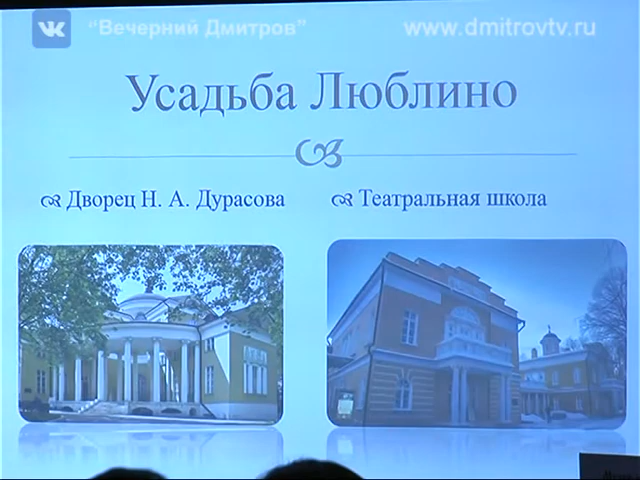 "Вечерний Дмитров" www.dmitrovtv.ru
Усадьба Люблино
Дворец Н. А. Дурасова
Театральная школа